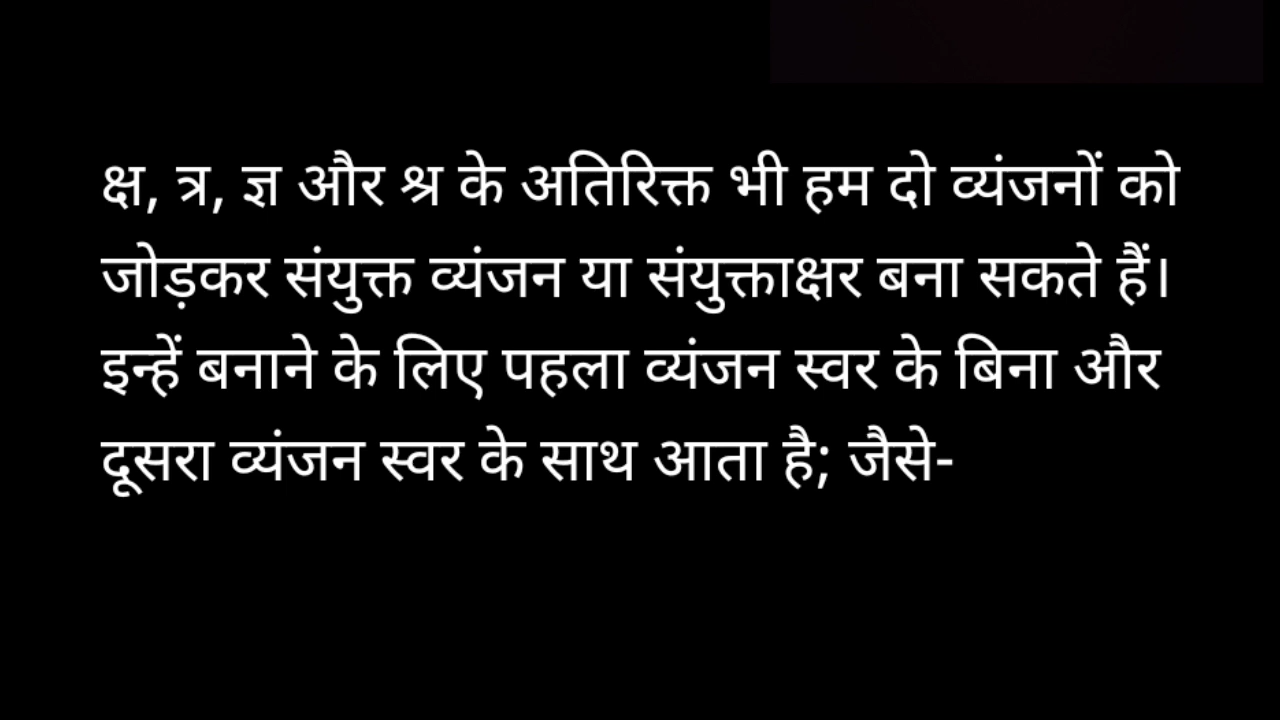 क्ष, त्र, ज्ञ और श्र के अतिरिक्त भी हम दो व्यंजनों को
जोड़कर संयुक्त व्यंजन या संयुक्ताक्षर बना सकते हैं।
इन्हें बनाने के लिए पहला व्यंजन स्वर के बिना और
दूसरा व्यंजन स्वर के साथ आता है; जैसे-